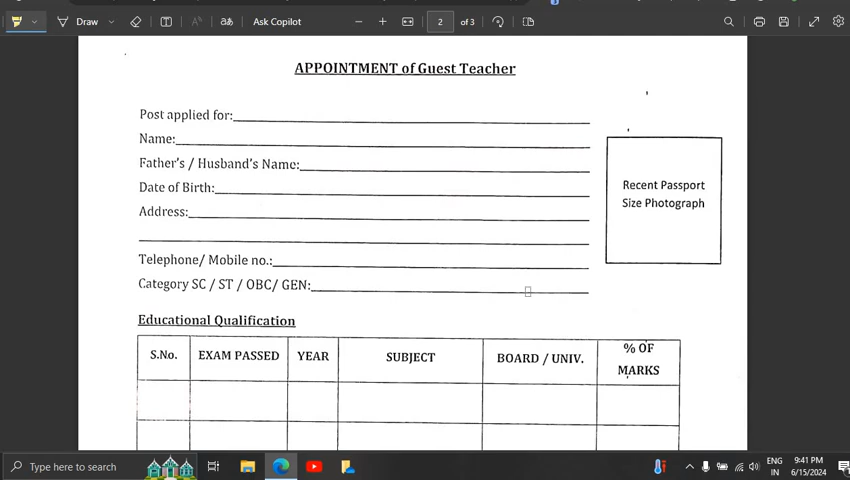 Draw
Ask Copilot
2 of 3
APPOINTMENT of Guest Teacher
Post applied for:
Name:
Father's / Husband's Name:
Date of Birth:
Address:
Telephone/ Mobile no.:
Category SC / ST / OBC/ GEN:
Recent Passport
Size Photograph
Educational Qualification
S.No. EXAM PASSED YEAR SUBJECT BOARD / UNIV. % OF
MARKS
Type here to search
ENG
IN
9:41 PM
6/15/2024